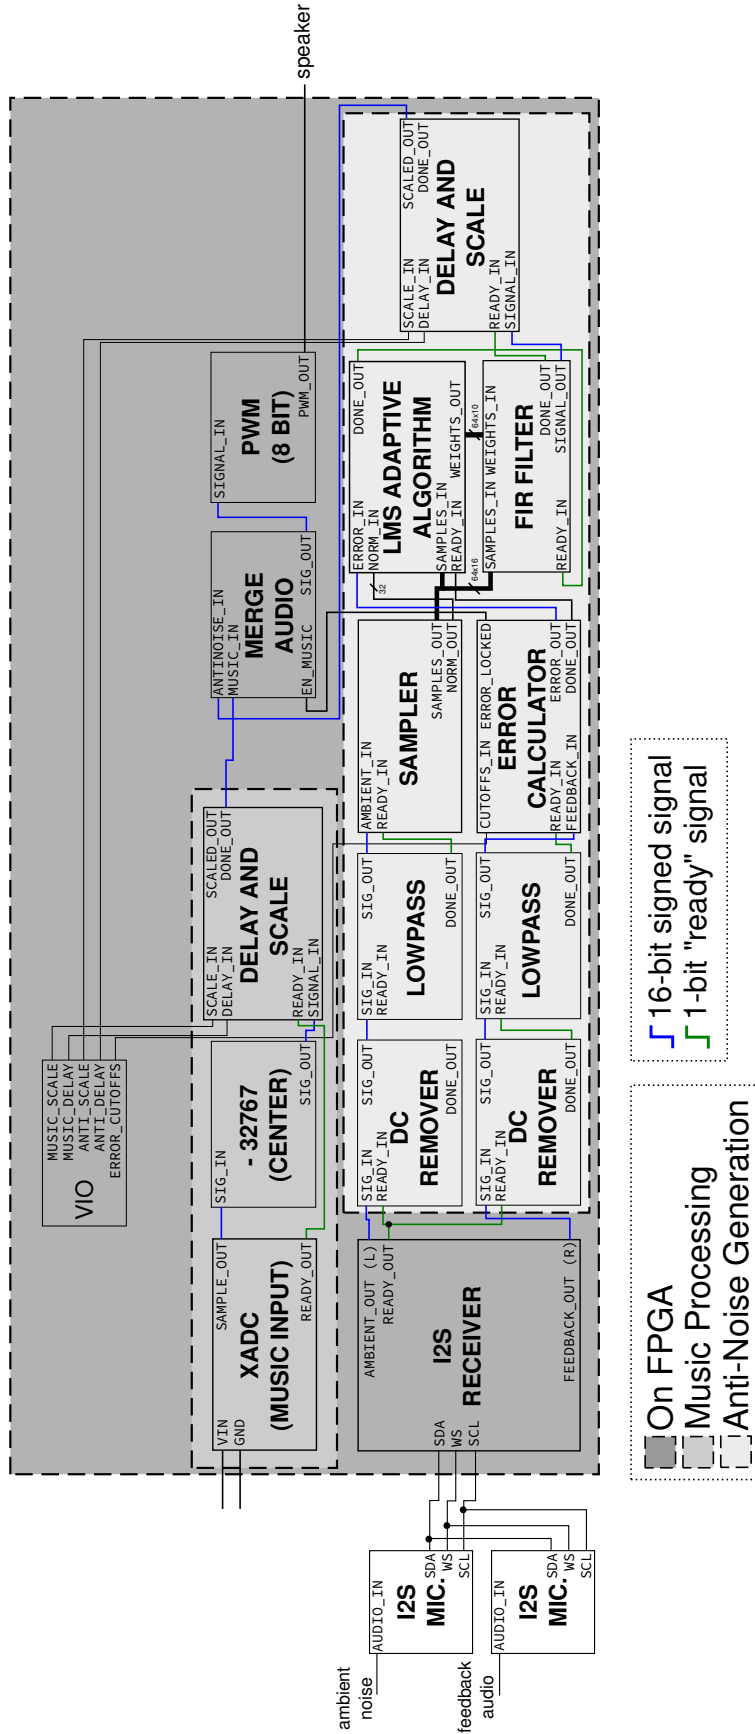 speaker
VIO
MUSIC_SCALE
MUSIC_DELAY
ANTI_SCALE
ANTI_DELAY
ERROR_CUTOFFS
VIN
GND
XADC
(MUSIC INPUT)
SAMPLE_OUT
READY_OUT
SIG_IN
- 32767
(CENTER)
SIG_OUT
SCALE_IN
DELAY_IN
DELAY AND
SCALE
READY_IN
SIGNAL_IN
SCALED_OUT
DONE_OUT
ANTINOISE_IN
MUSIC_IN
MERGE
AUDIO
EN_MUSIC
SIG_OUT
SIGNAL_IN
PWM
(8 BIT)
PWM_OUT
ambient
noise
AUDIO_IN
I2S
MIC.
SDA
WS
SCL
feedback
audio
AUDIO_IN
I2S
MIC.
SDA
WS
SCL
SDA
WS
SCL
I2S
RECEIVER
AMBIENT_OUT (L)
READY_OUT
FEEDBACK_OUT (R)
SIG_IN
READY_IN
DC
REMOVER
SIG_OUT
DONE_OUT
SIG_IN
READY_IN
LOWPASS
SIG_OUT
DONE_OUT
AMBIENT_IN
READY_IN
SAMPLER
SAMPLES_OUT
NORM_OUT
32
64x16
ERROR_IN
NORM_IN
LMS ADAPTIVE
ALGORITHM
SAMPLES_IN
READY_IN
DONE_OUT
WEIGHTS_OUT
64x10
SIG_IN
READY_IN
DC
REMOVER
SIG_OUT
DONE_OUT
SIG_IN
READY_IN
LOWPASS
SIG_OUT
DONE_OUT
CUTOFFS_IN ERROR_LOCKED
ERROR
CALCULATOR
READY_IN
FEEDBACK_IN
ERROR_OUT
DONE_OUT
SAMPLES_IN WEIGHTS_IN
FIR FILTER
READY_IN
DONE_OUT
SIGNAL_OUT
SCALE_IN
DELAY_IN
DELAY AND
SCALE
READY_IN
SIGNAL_IN
SCALED_OUT
DONE_OUT
On FPGA
Music Processing
Anti-Noise Generation
16-bit signed signal
1-bit "ready" signal